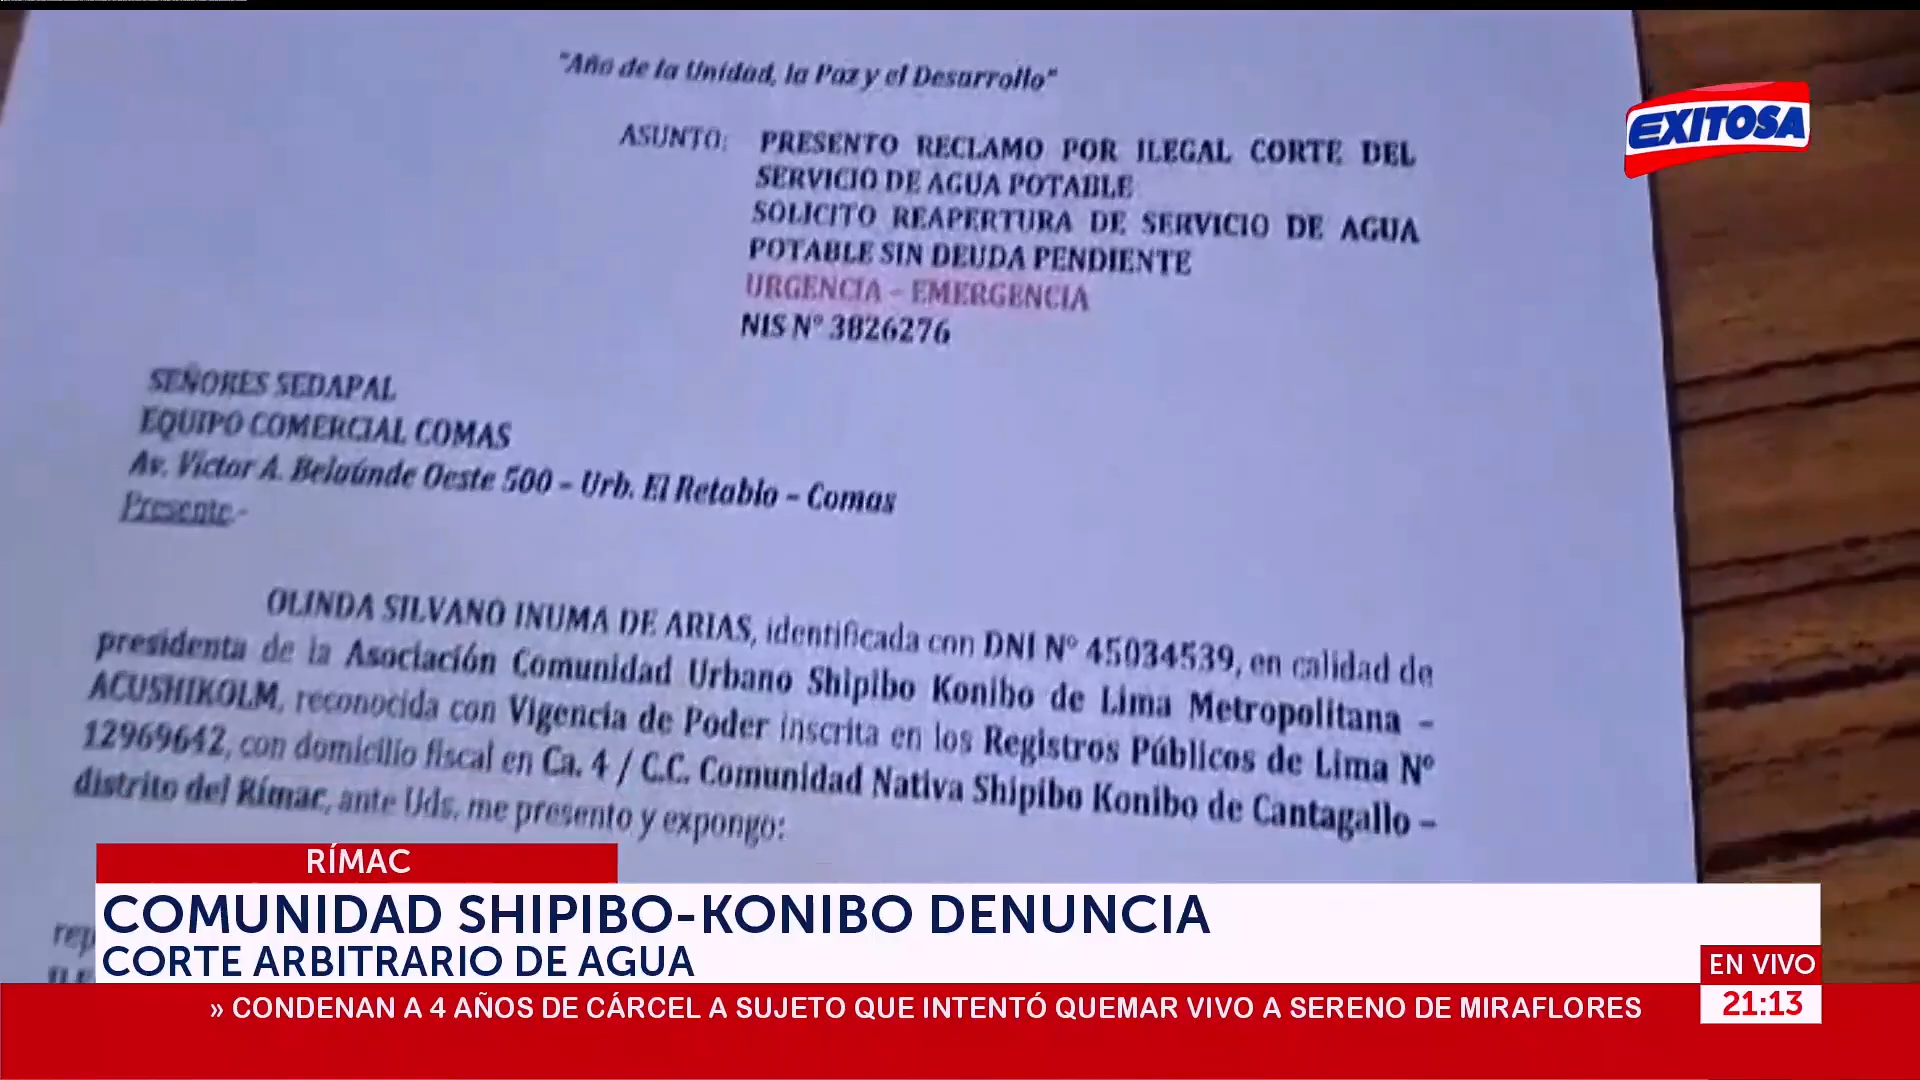 "Año de la Unidad, la Paz y el Desarrollo"
EXITOSA
ASUNTO: PRESENTO RECLAMO POR ILEGAL CORTE DEL
SERVICIO DE AGUA POTABLE
SOLICITO REAPERTURA DE SERVICIO DE AGUA
POTABLE SIN DEUDA PENDIENTE
URGENCIA - EMERGENCIA
NIS N° 3826276
SEÑORES SEDAPAL
EQUIPO COMERCIAL COMAS
Av. Víctor A. Belaúnde Oeste 500 – Urb. El Retablo – Comas
Presente.-
OLINDA SILVANO INUMA DE ARIAS, identificada con DNI N° 45034539, en calidad de
presidenta de la Asociación Comunidad Urbano Shipibo Konibo de Lima Metropolitana –
ACUSHIKOLM, reconocida con Vigencia de Poder inscrita en los Registros Públicos de Lima N°
12969642, con domicilio fiscal en Ca. 4 / C.C. Comunidad Nativa Shipibo Konibo de Cantagallo –
distrito del Rímac, ante Uds. me presento y expongo:
RÍMAC
COMUNIDAD SHIPIBO-KONIBO DENUNCIA
CORTE ARBITRARIO DE AGUA
EN VIVO
21:13
» CONDENAN A 4 AÑOS DE CÁRCEL A SUJETO QUE INTENTÓ QUEMAR VIVO A SERENO DE MIRAFLORES